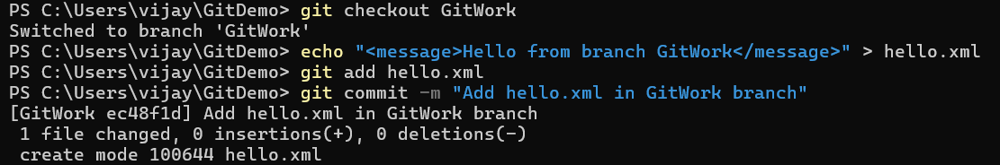 PS C:\Users\vijay\GitDemo> git checkout GitWork
Switched to branch 'GitWork'
PS C:\Users\vijay\GitDemo> echo "<message>Hello from branch GitWork</message>" > hello.xml
PS C:\Users\vijay\GitDemo> git add hello.xml
PS C:\Users\vijay\GitDemo> git commit -m "Add hello.xml in GitWork branch"
[GitWork ec48f1d] Add hello.xml in GitWork branch
 1 file changed, 0 insertions(+), 0 deletions(-)
 create mode 100644 hello.xml